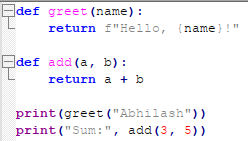 def greet(name):
    return f"Hello, {name}!"

def add(a, b):
    return a + b

print(greet("Abhilash"))
print("Sum:", add(3, 5))